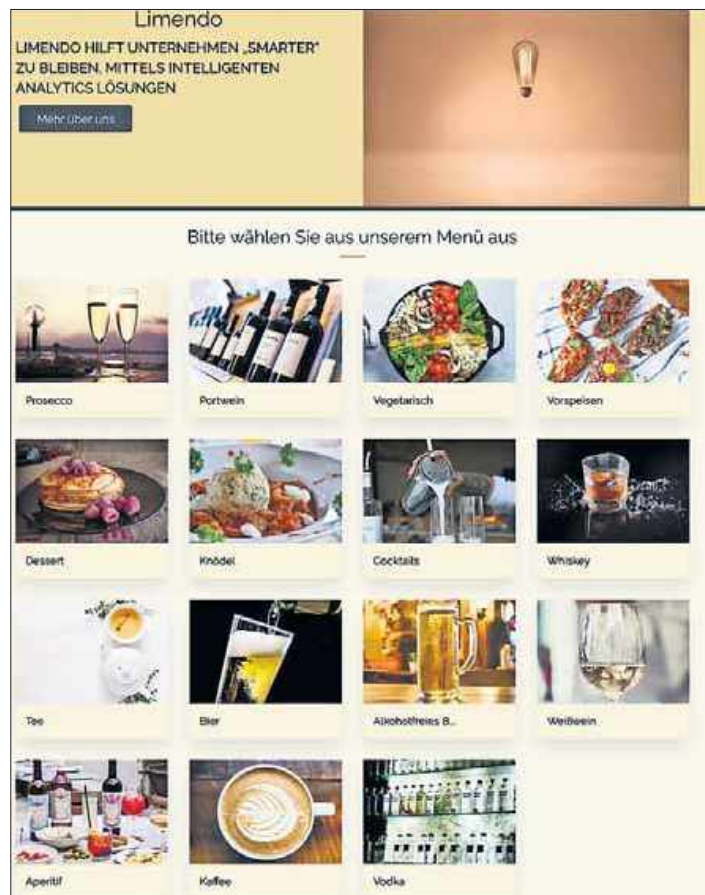 Limendo
LIMENDO HILFT UNTERNEHMEN „SMARTER“
ZU BLEIBEN, MITTELS INTELLIGENTEN
ANALYTICS LÖSUNGEN
Mehr über uns
Bitte wählen Sie aus unserem Menü aus
Prosecco
Portwein
Vegetarisch
Vorspeisen
Dessert
Knödel
Cocktails
Whiskey
Tee
Bier
Alkoholfreies B...
Weißwein
Aperitif
Kaffee
Vodka